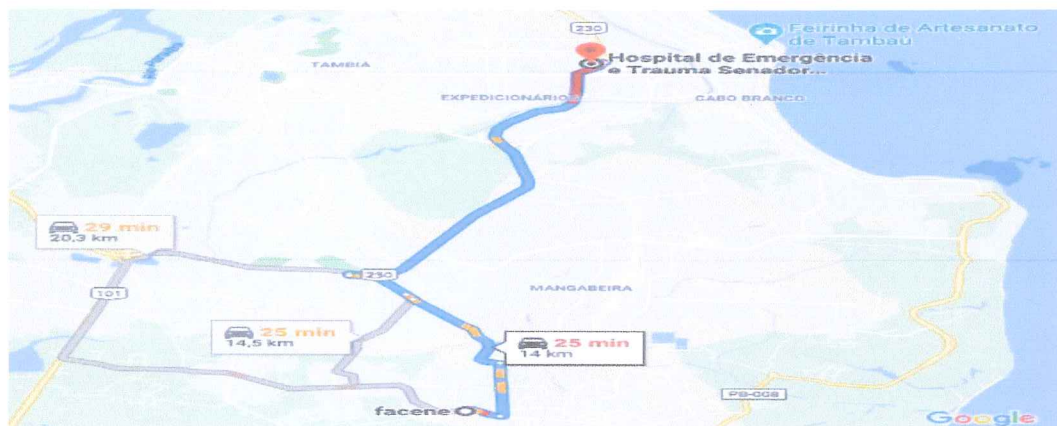 230
Feirinha de Artesanato
de Tambaú
Hospital de Emergência
e Trauma Senador...
TAMBIÁ
EXPEDICIONÁRIOS
CABO BRANCO
29 min
20,3 km
230
101
MANGABEIRA
25 min
14,5 km
25 min
14 km
PB-008
facene
Google